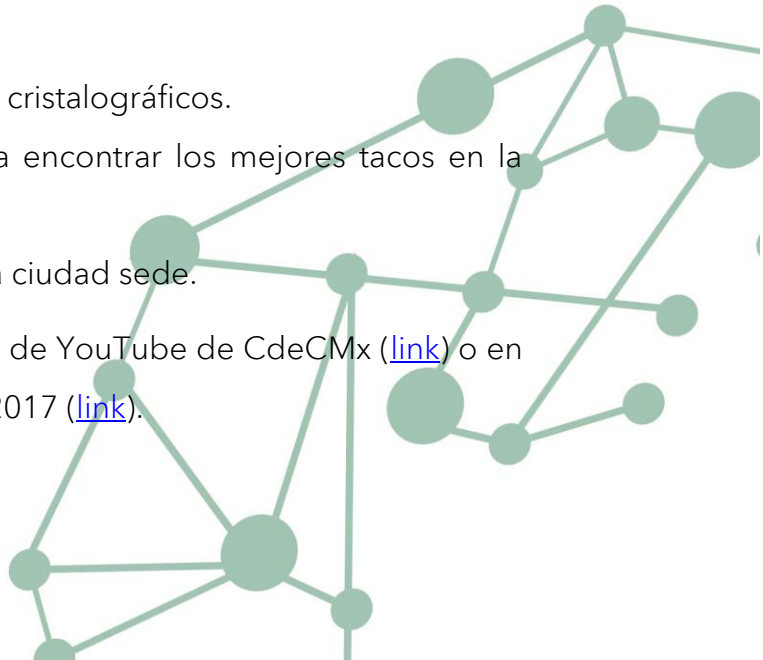 cristalográficos.
encontrar los mejores tacos en la
ciudad sede.
de YouTube de CdeCMx (link) o en
2017 (link).